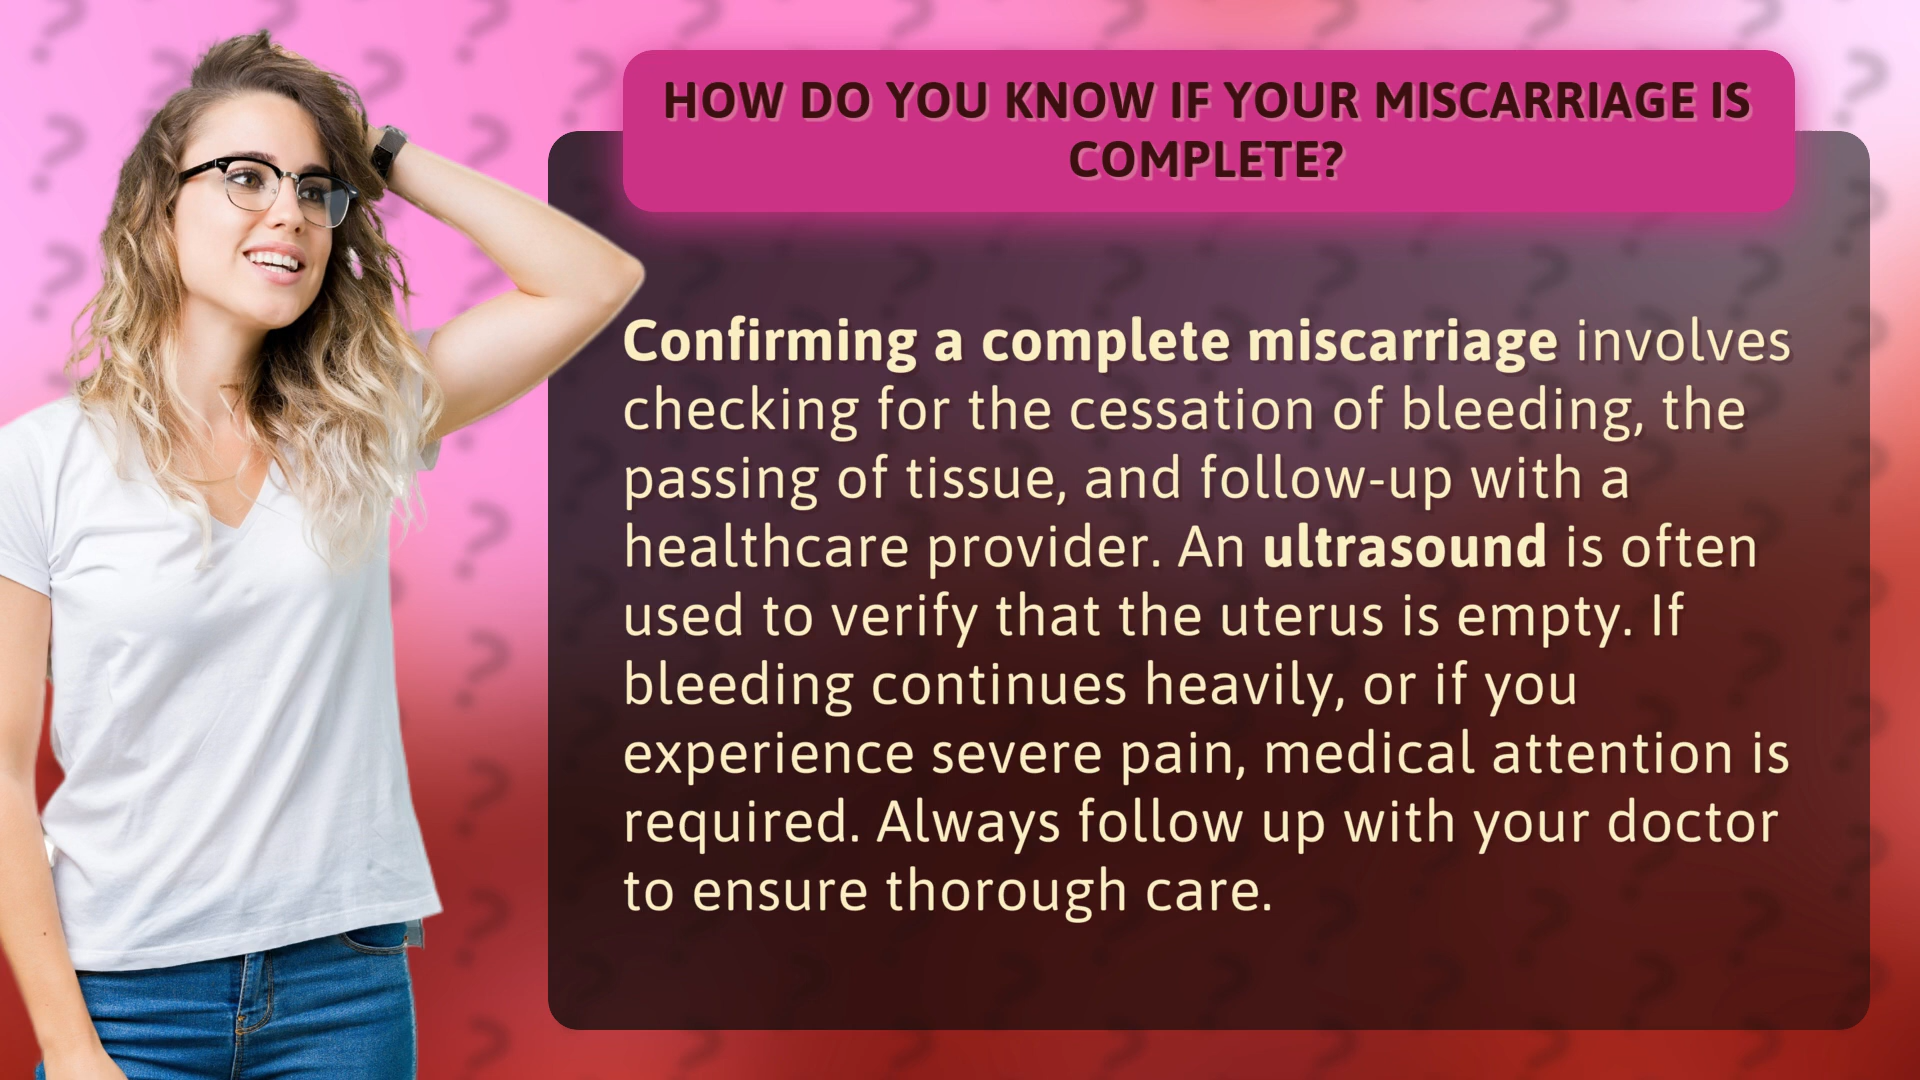 HOW DO YOU KNOW IF YOUR MISCARRIAGE IS
COMPLETE?
Confirming a complete miscarriage involves
checking for the cessation of bleeding, the
passing of tissue, and follow-up with a
healthcare provider. An ultrasound is often
used to verify that the uterus is empty. If
bleeding continues heavily, or if you
experience severe pain, medical attention is
required. Always follow up with your doctor
to ensure thorough care.